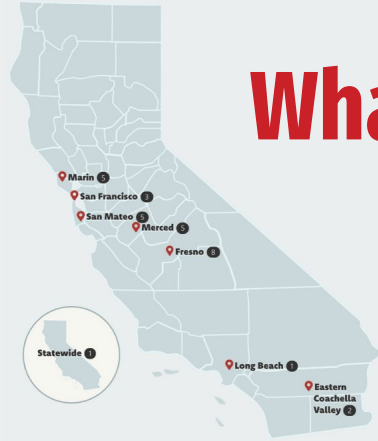 Wha
Marin 5
San Francisco 3
San Mateo 5
Merced 5
Fresno 8
Statewide 1
Long Beach 1
Eastern
Coachella
Valley 2